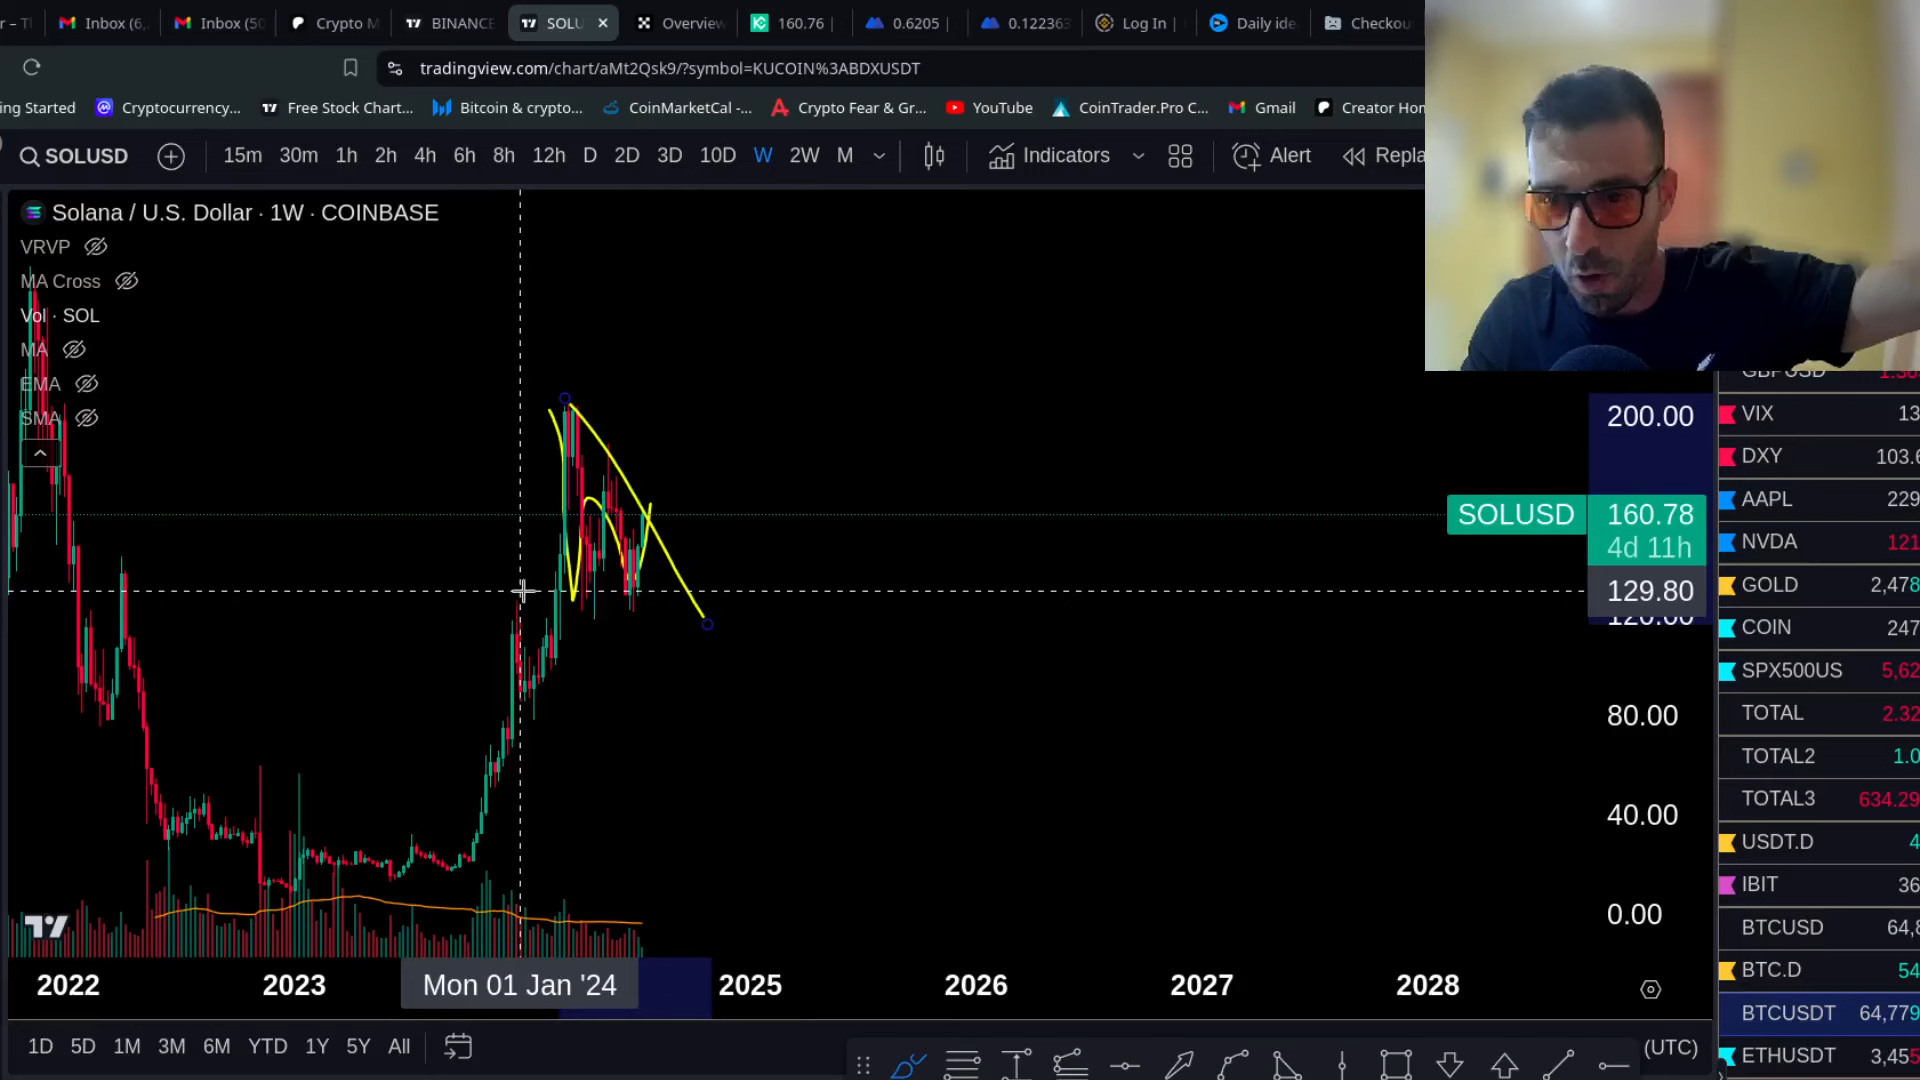 Inbox (6,
Inbox (50
Crypto M
BINANCE
SOLU
Overview
160.76 |
0.6205 |
0.122363
Log In |
Daily ide
Checkou
tradingview.com/chart/aMt2Qsk9/?symbol=KUCOIN%3ABDXUSDT
ing Started
Cryptocurrency...
Free Stock Chart...
Bitcoin & crypto...
CoinMarketCal -...
Crypto Fear & Gr...
YouTube
CoinTrader.Pro C...
Gmail
Creator Hon
SOLUSD
15m 30m 1h 2h 4h 6h 8h 12h D 2D 3D 10D W 2W M
Indicators
Alert
Repla
Solana / U.S. Dollar · 1W · COINBASE
VRVP
MA Cross
Vol · SOL
MA
EMA
SMA
200.00
SOLUSD 160.78
4d 11h
129.80
120.00
80.00
40.00
0.00
2022 2023 Mon 01 Jan '24 2025 2026 2027 2028
1D 5D 1M 3M 6M YTD 1Y 5Y All
(UTC)
GBPUSD
VIX 13
DXY 103.6
AAPL 229
NVDA 121
GOLD 2,478
COIN 247
SPX500US 5,62
TOTAL 2.32
TOTAL2 1.0
TOTAL3 634.29
USDT.D 4
IBIT 36
BTCUSD 64,8
BTC.D 54
BTCUSDT 64,779
ETHUSDT 3,455